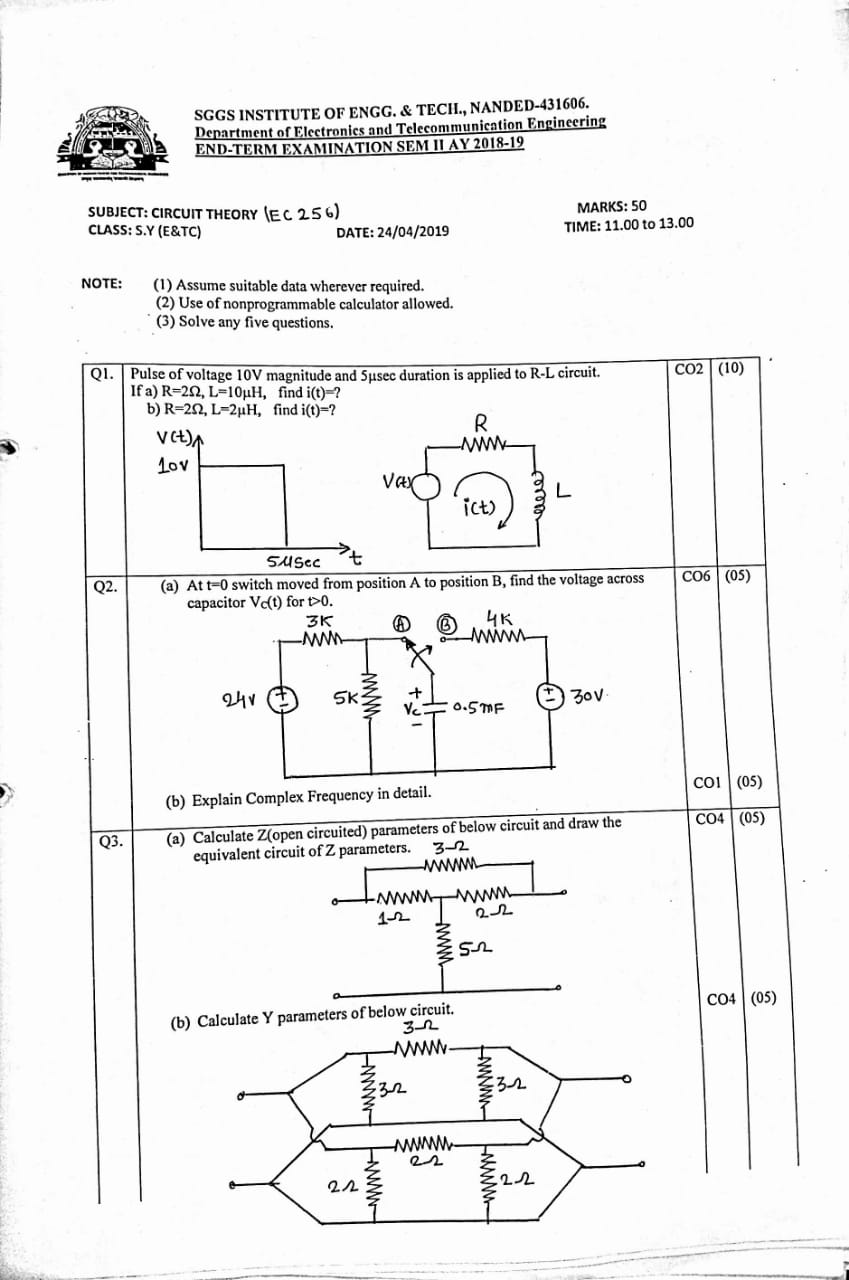 SGGS INSTITUTE OF ENGG. & TECH., NANDED-431606.
Department of Electronics and Telecommunication Engineering
END-TERM EXAMINATION SEM II AY 2018-19
SUBJECT: CIRCUIT THEORY (EC 256)
MARKS: 50
CLASS: S.Y (E&TC)
DATE: 24/04/2019
TIME: 11.00 to 13.00
NOTE: (1) Assume suitable data wherever required.
(2) Use of nonprogrammable calculator allowed.
(3) Solve any five questions.
Q1. Pulse of voltage 10V magnitude and 5μsec duration is applied to R-L circuit. CO2 (10)
If a) R=2Ω, L=10μH, find i(t)=?
b) R=2Ω, L=2μH, find i(t)=?
V(t)
10V
5μSec
t
R
V(t)
i(t)
L
Q2. (a) At t=0 switch moved from position A to position B, find the voltage across CO6 (05)
capacitor Vc(t) for t>0.
3K
A
B
4K
24V
+
-
5K
+
Vc
-
0.5mF
+
-
30V
(b) Explain Complex Frequency in detail. CO1 (05)
Q3. (a) Calculate Z(open circuited) parameters of below circuit and draw the CO4 (05)
equivalent circuit of Z parameters.
3Ω
1Ω
2Ω
5Ω
(b) Calculate Y parameters of below circuit. CO4 (05)
3Ω
3Ω
3Ω
2Ω
2Ω
2Ω